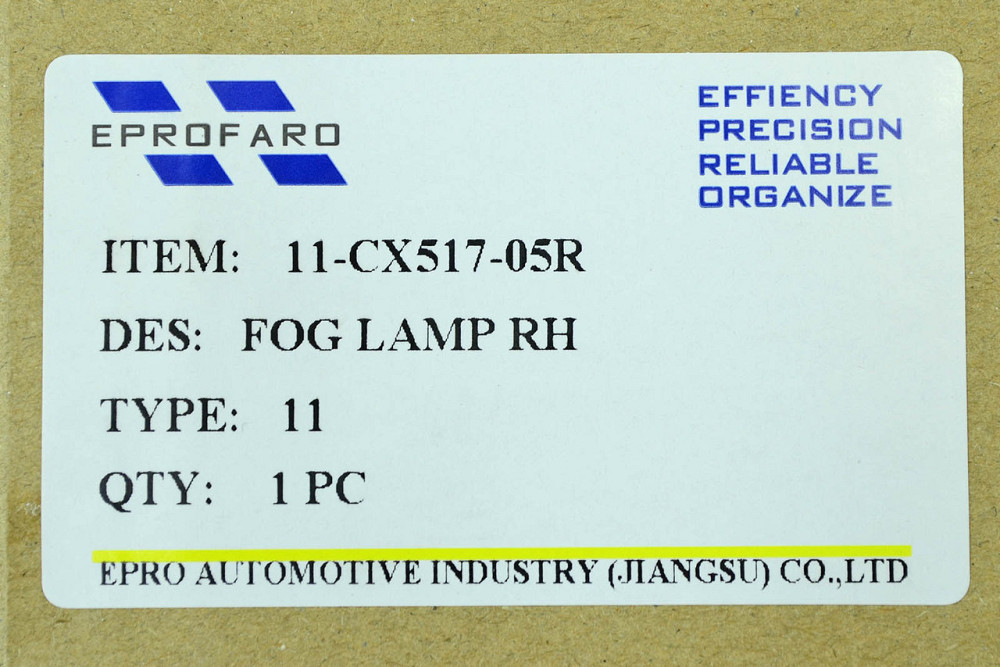 EPROFARO
EFFIENCY
PRECISION
RELIABLE
ORGANIZE
ITEM: 11-CX517-05R
DES: FOG LAMP RH
TYPE: 11
QTY: 1 PC
EPRO AUTOMOTIVE INDUSTRY (JIANGSU) CO.,LTD